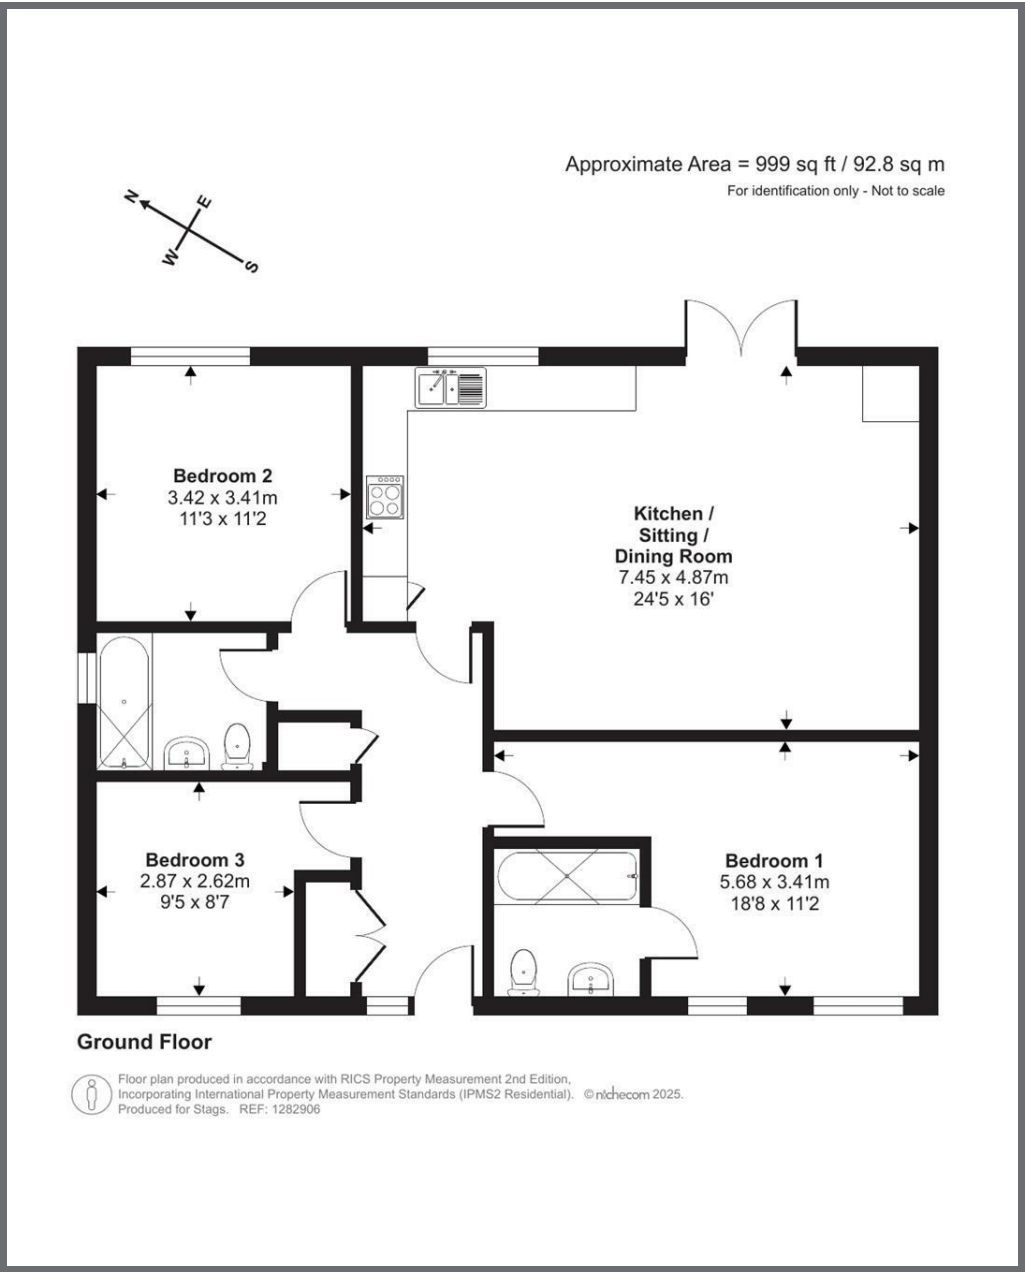 Approximate Area = 999 sq ft / 92.8 sq m
For identification only - Not to scale
N
E
W
S
Bedroom 2
3.42 x 3.41m
11'3 x 11'2
Kitchen /
Sitting /
Dining Room
7.45 x 4.87m
24'5 x 16'
Bedroom 3
2.87 x 2.62m
9'5 x 8'7
Bedroom 1
5.68 x 3.41m
18'8 x 11'2
Ground Floor
Floor plan produced in accordance with RICS Property Measurement 2nd Edition,
Incorporating International Property Measurement Standards (IPMS2 Residential). © nichecom 2025.
Produced for Stags. REF: 1282906